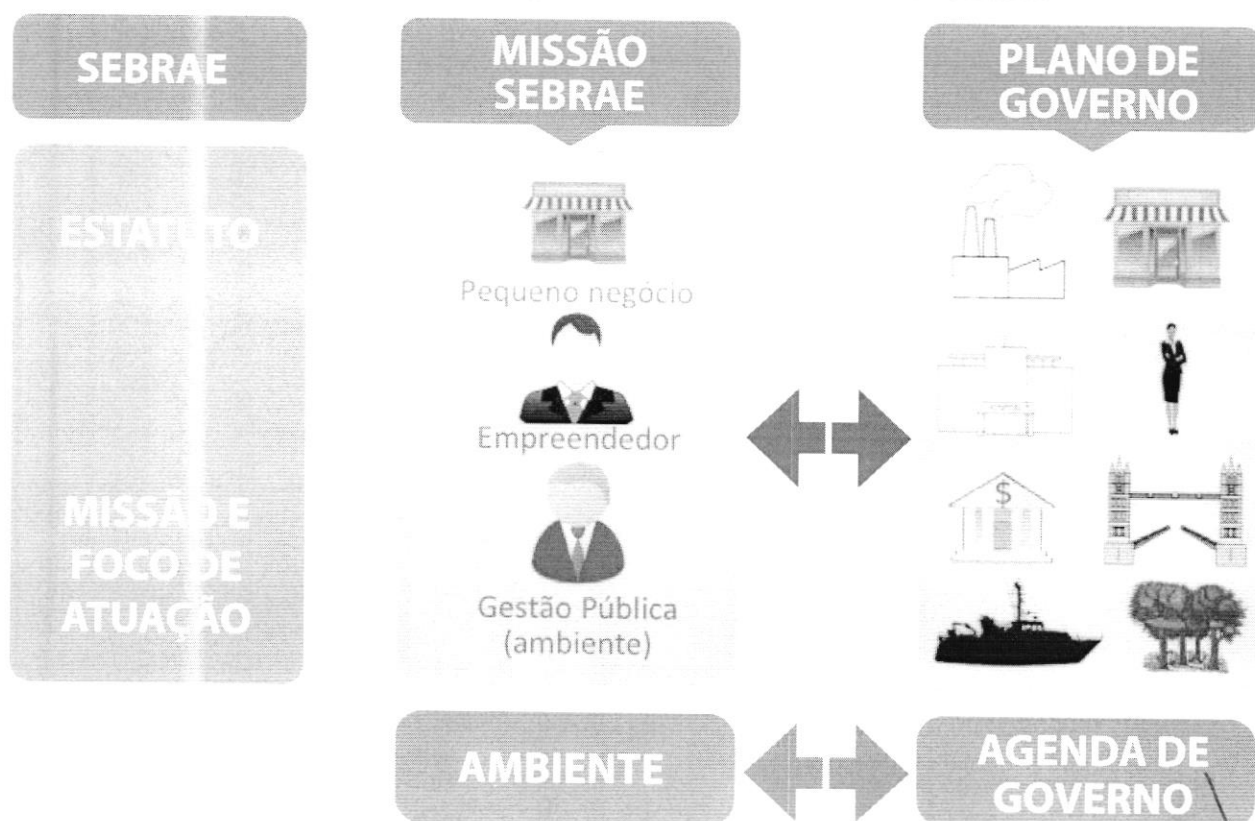 SEBRAE
ESTATUTO
MISSÃO E
FOCO DE
ATUAÇÃO
MISSÃO
SEBRAE
Pequeno negócio
Empreendedor
Gestão Pública
(ambiente)
AMBIENTE
PLANO DE
GOVERNO
$
AGENDA DE
GOVERNO